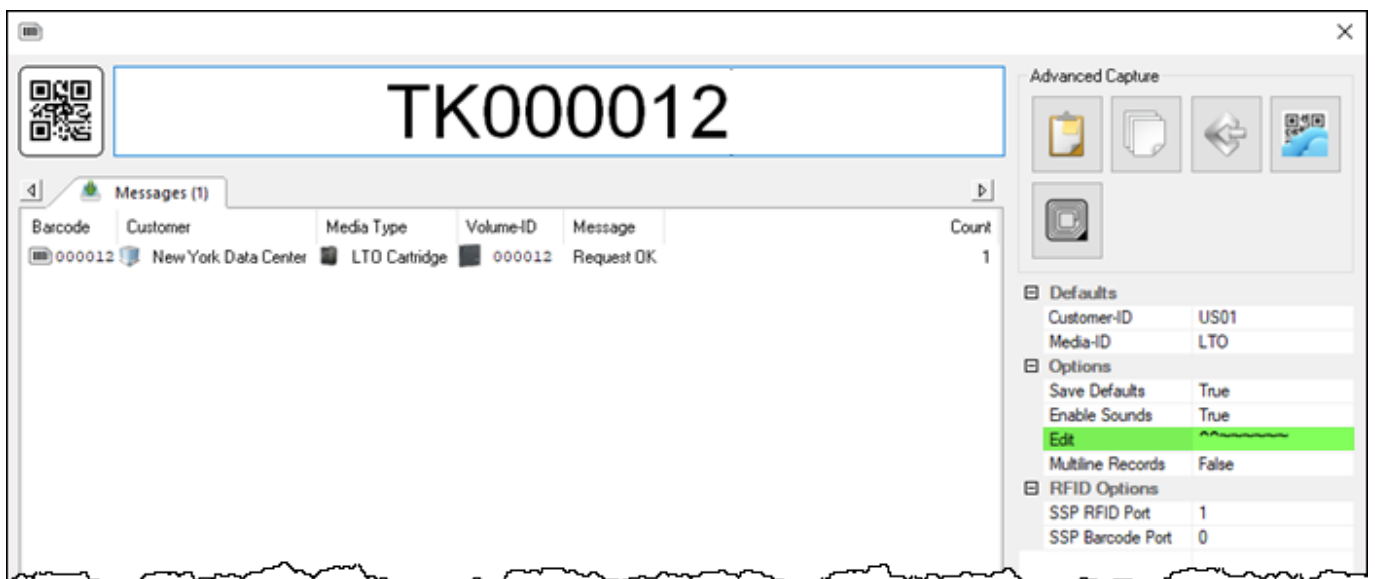 Advanced Capture
TK000012
Messages (1)
Barcode Customer Media Type Volume-ID Message Count
000012 New York Data Center LTO Cartridge 000012 Request OK 1
Defaults
Customer-ID US01
Media-ID LTO
Options
Save Defaults True
Enable Sounds True
Edit ^^~~~~~~
Multiline Records False
RFID Options
SSP RFID Port 1
SSP Barcode Port 0